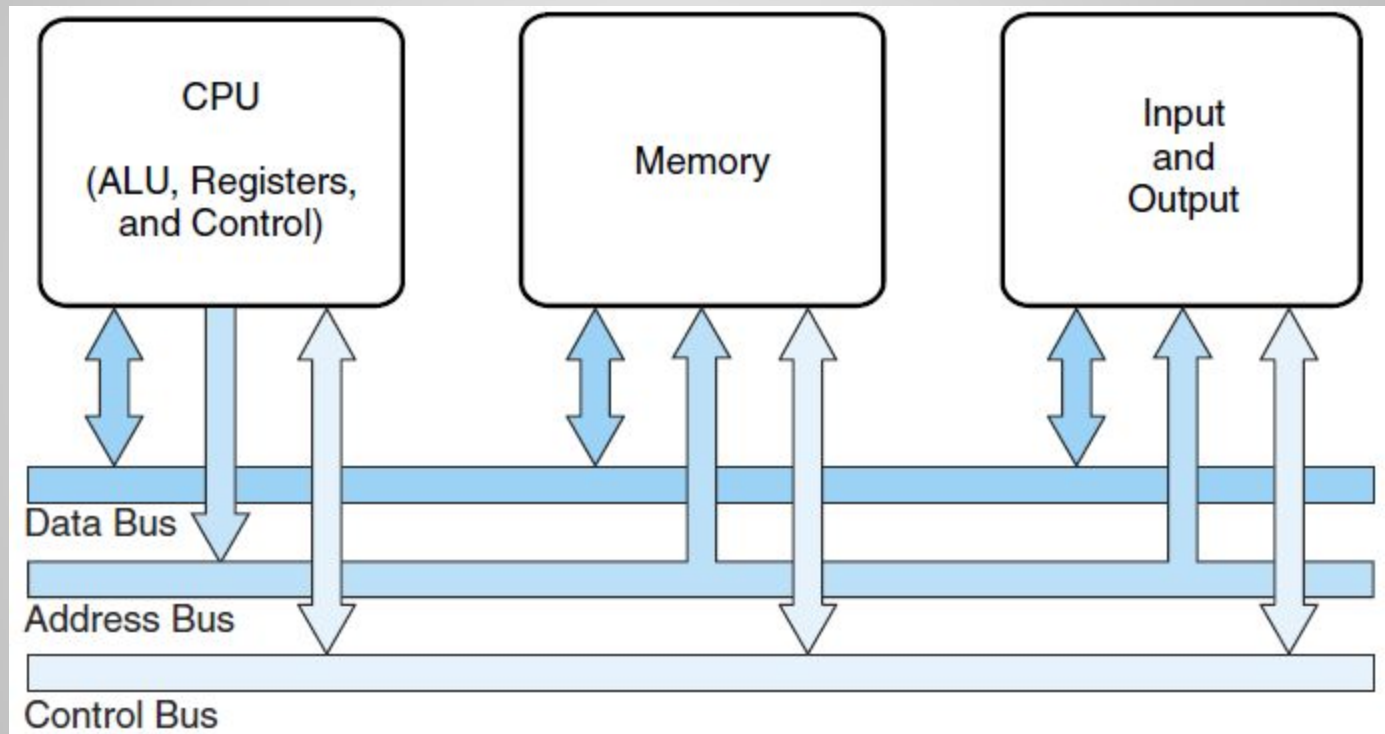 CPU
(ALU, Registers,
and Control)
Memory
Input
and
Output
Data Bus
Address Bus
Control Bus